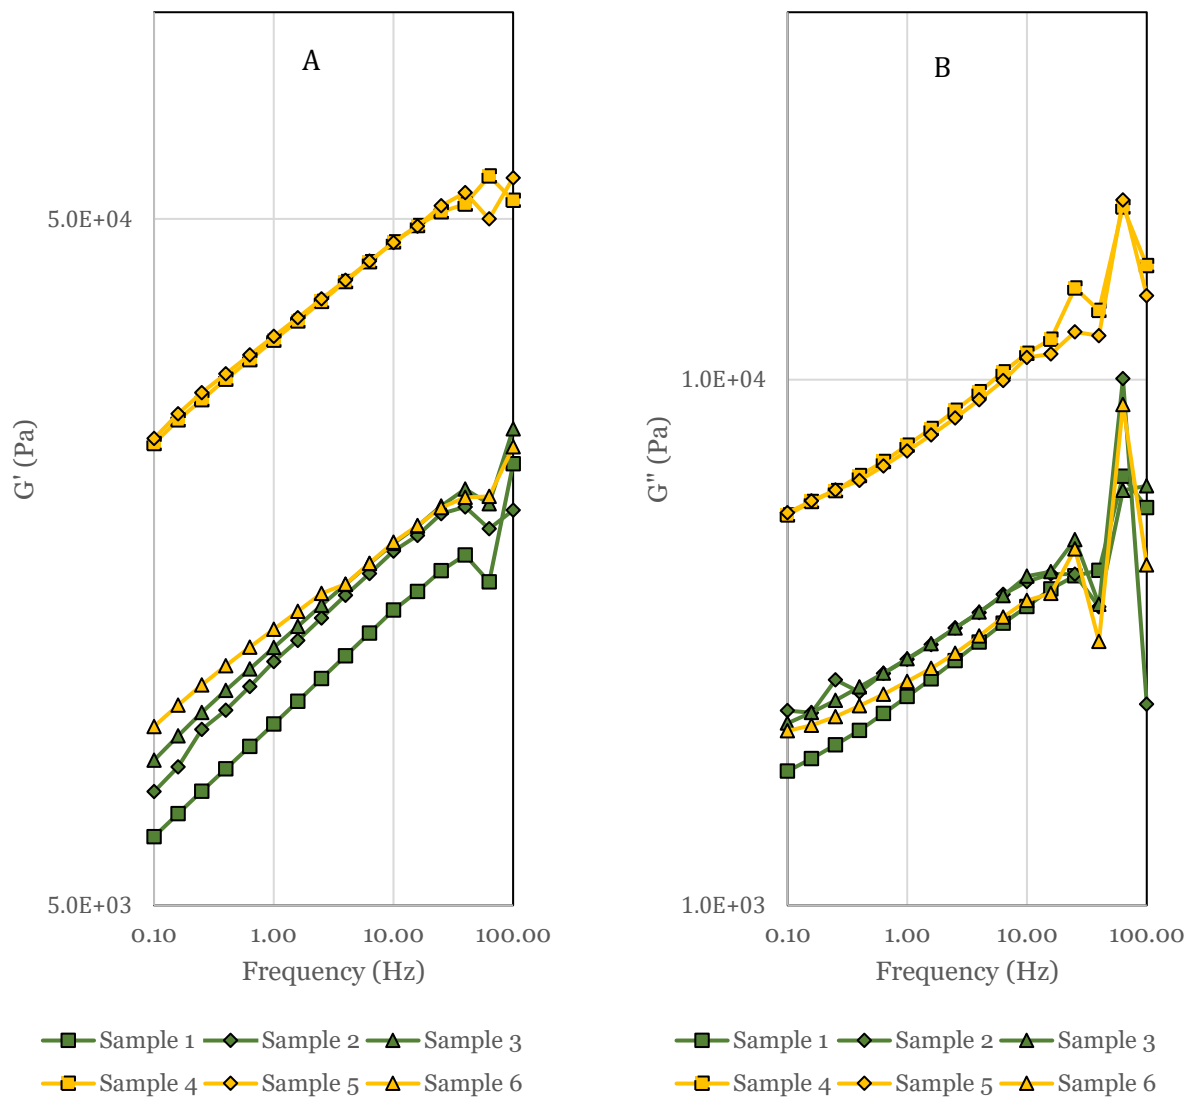 A
G' (Pa)
5.0E+04
5.0E+03
0.10 1.00 10.00 100.00
Frequency (Hz)
Sample 1 Sample 2 Sample 3
Sample 4 Sample 5 Sample 6
B
G" (Pa)
1.0E+04
1.0E+03
0.10 1.00 10.00 100.00
Frequency (Hz)
Sample 1 Sample 2 Sample 3
Sample 4 Sample 5 Sample 6